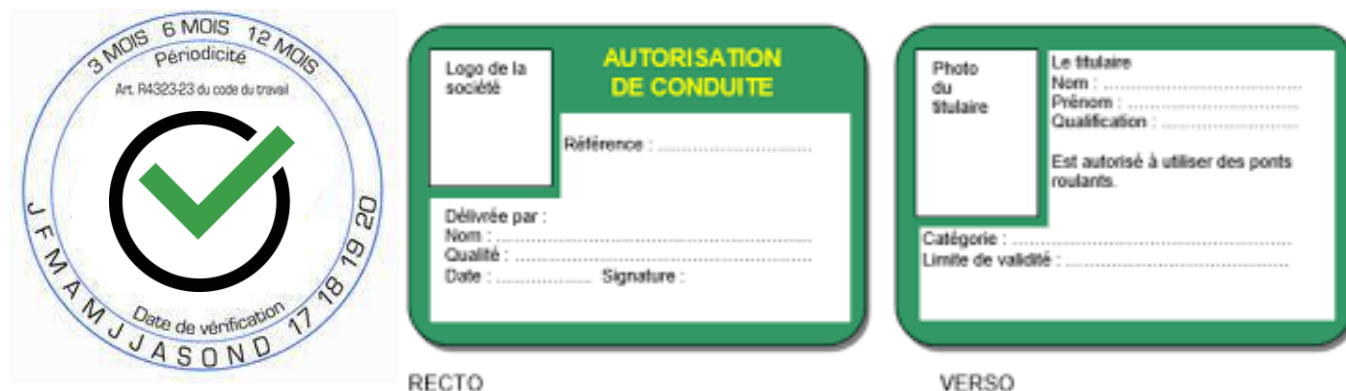 3 MOIS 6 MOIS 12 MOIS
Périodicité
Art. R4323-23 du code du travail
Date de vérification
J F M A M J J A S O N D 17 18 19 20
Logo de la
société
AUTORISATION
DE CONDUITE
Référence : ................................
Délivrée par :
Nom : ................................................................
Qualité : ................................................................
Date : .................... Signature :
RECTO
Photo
du
titulaire
Le titulaire
Nom : ........................................
Prénom : ....................................
Qualification : ............................
Est autorisé à utiliser des ponts
roulants.
Catégorie : ........................................................
Limite de validité : .............................................
VERSO